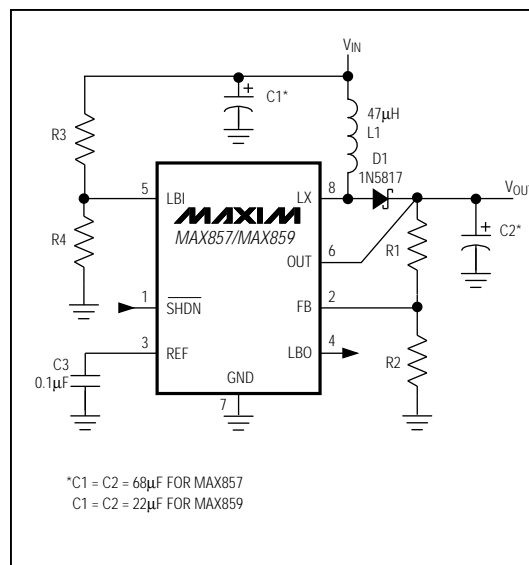 VIN
C1*
+
47µH
L1
R3
D1
1N5817
5
LBI
MAXIM
LX
8
VOUT
MAX857/MAX859
R4
OUT
6
R1
+
C2*
1
SHDN
FB
2
3
REF
LBO
4
C3
0.1µF
R2
GND
7
*C1 = C2 = 68µF FOR MAX857
C1 = C2 = 22µF FOR MAX859